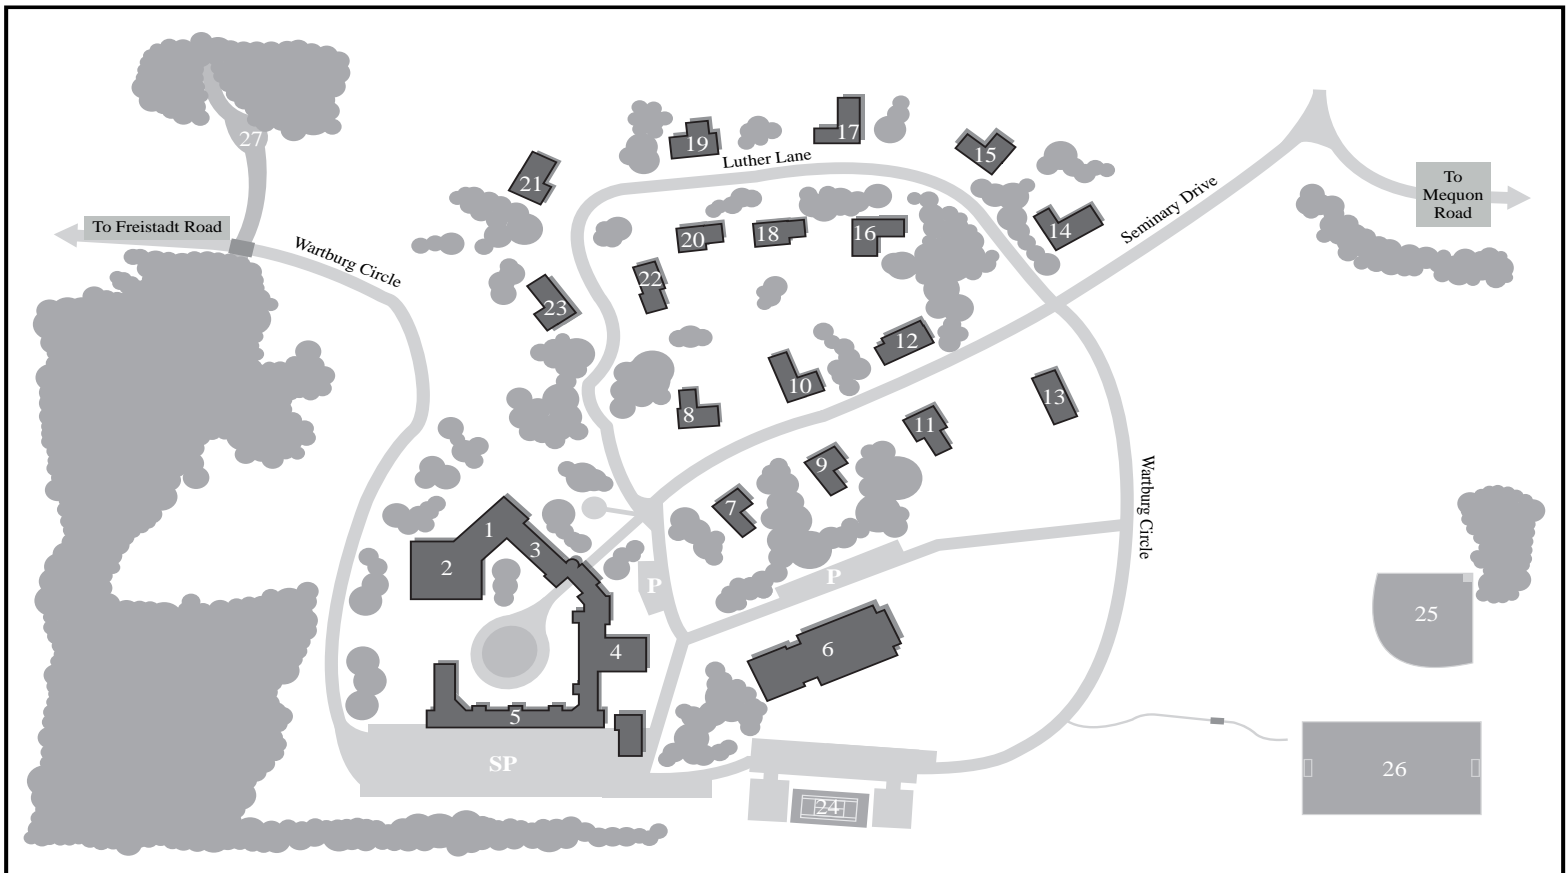 27
19
17
Luther Lane
15
To
Mequon
Road
21
Seminary Drive
To Freistadt Road
Wartburg Circle
20
18
16
14
22
23
12
10
8
13
11
9
7
Wartburg Circle
1
3
2
P
P
4
6
25
5
SP
26
24